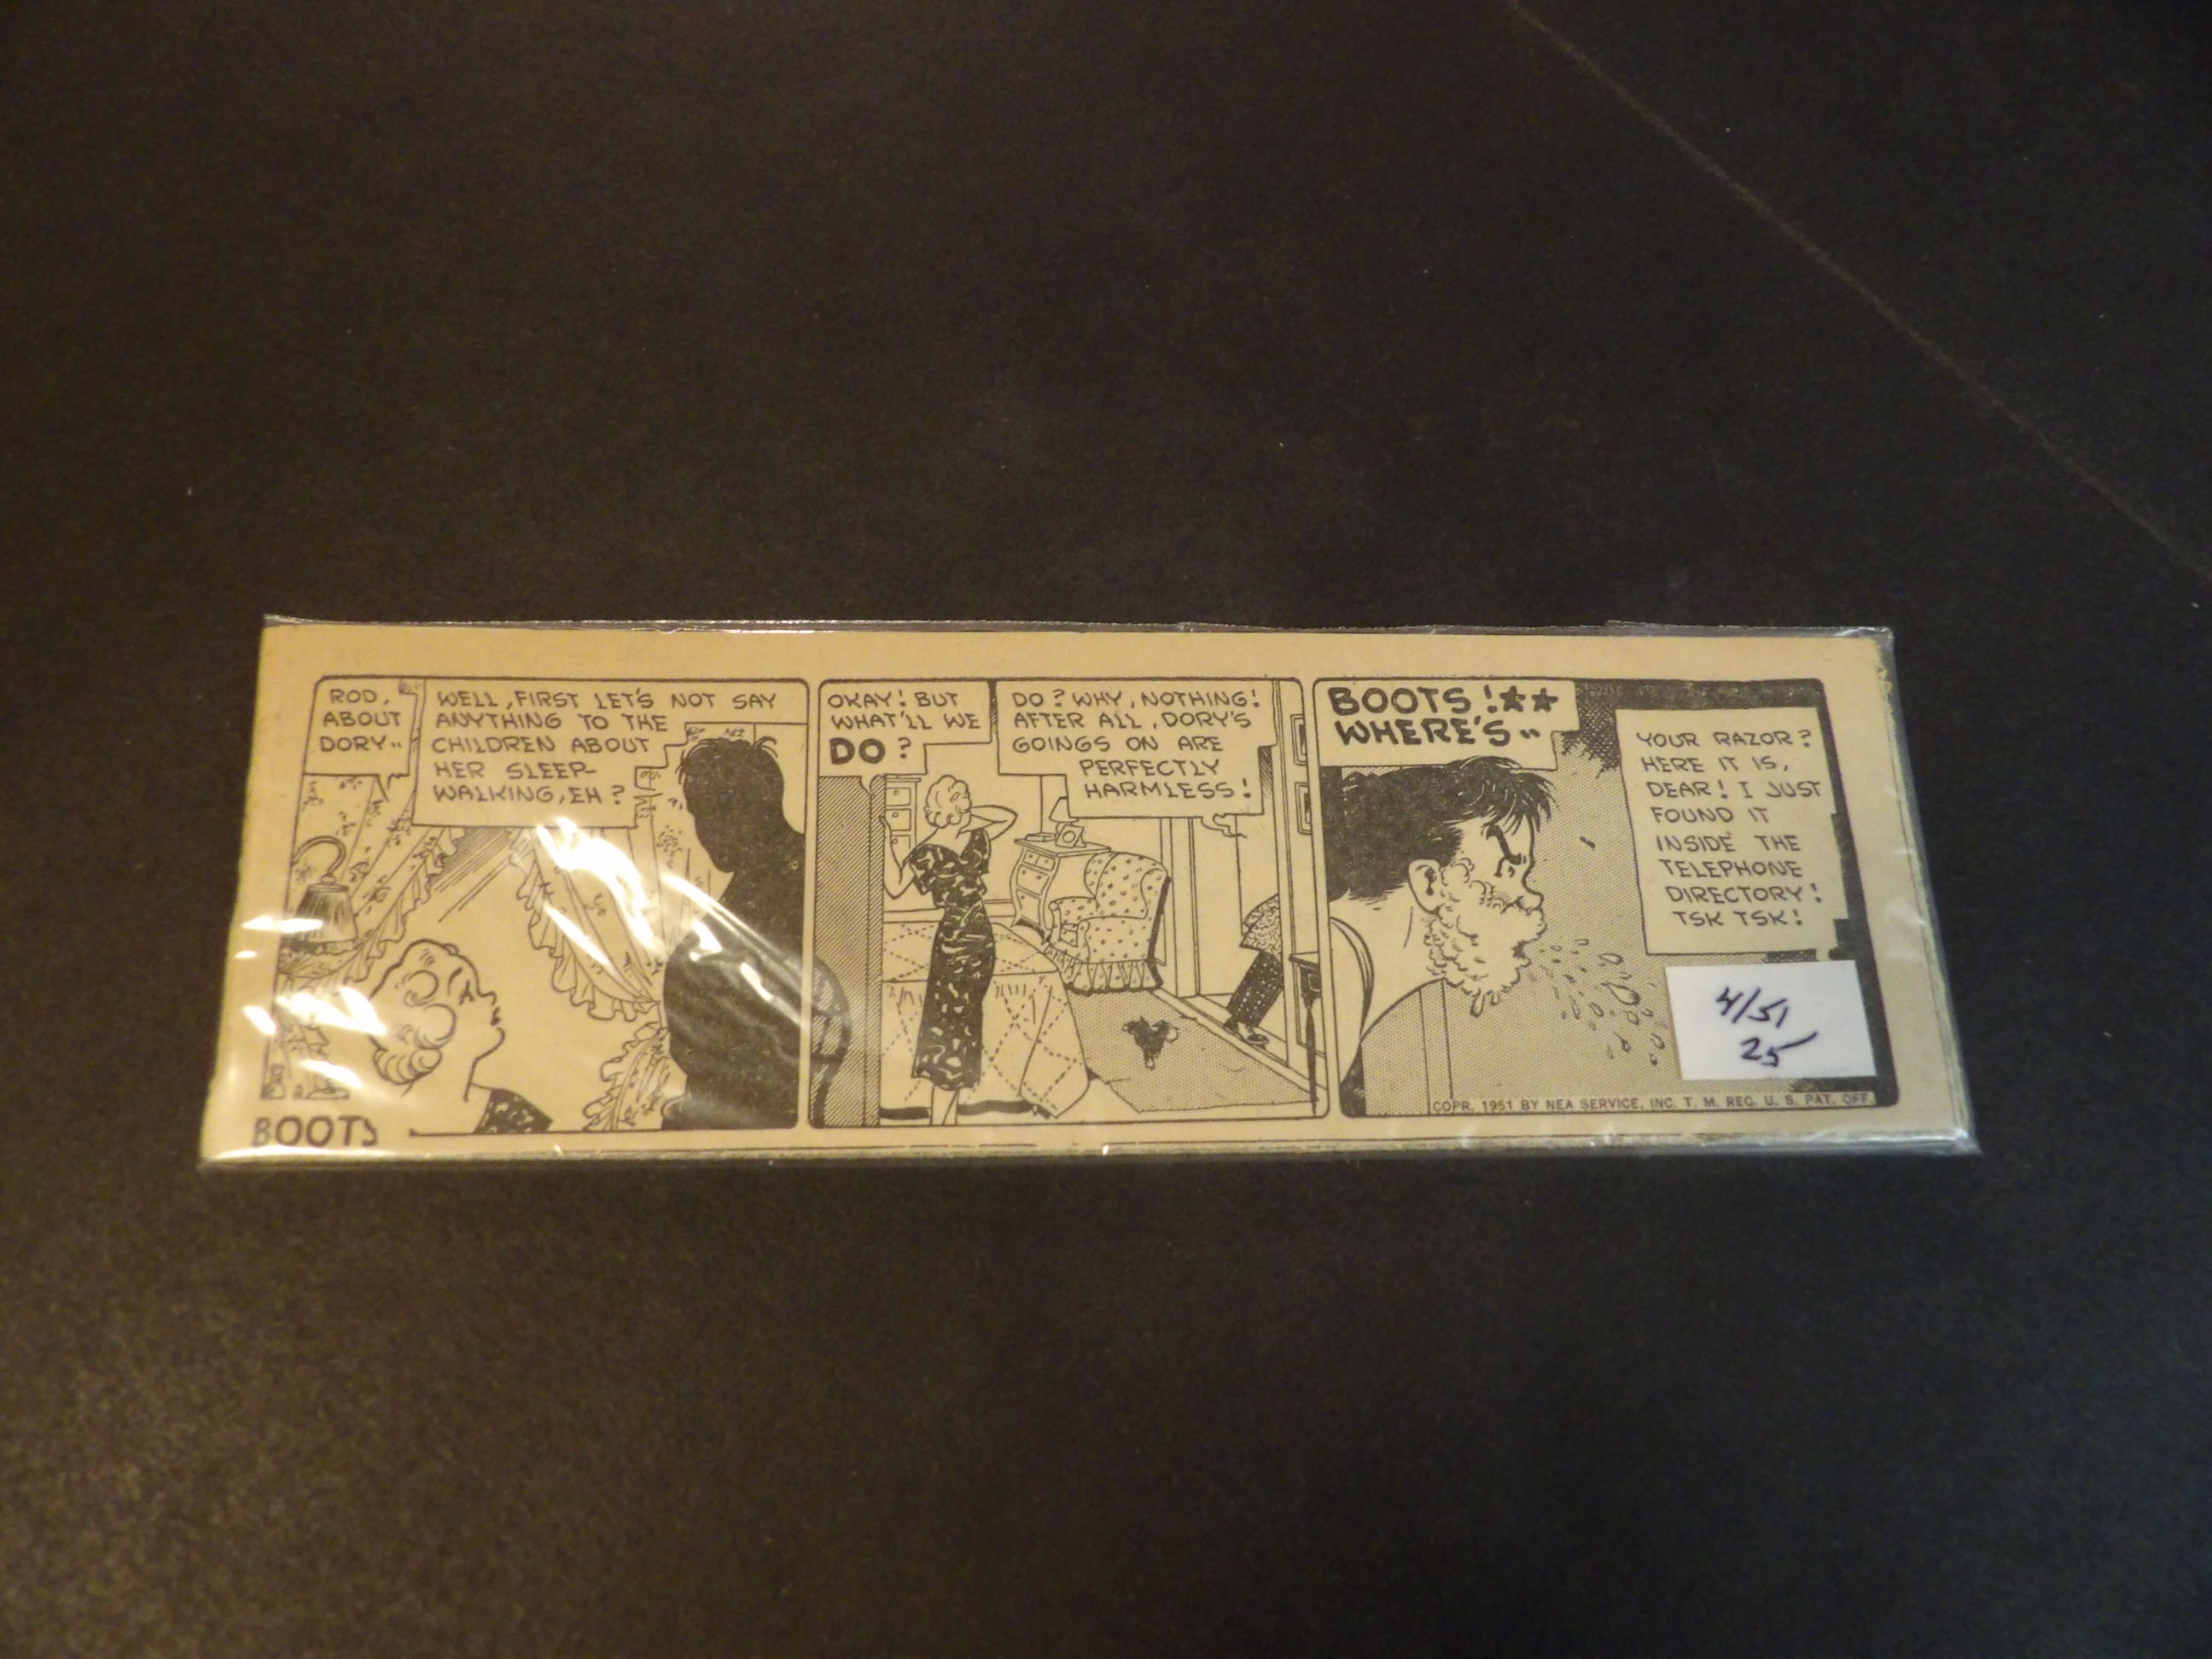 ROD,
ABOUT
DORY..
WELL, FIRST LET'S NOT SAY
ANYTHING TO THE
CHILDREN ABOUT
HER SLEEP-
WALKING, EH?
OKAY! BUT
WHAT'LL WE
DO?
DO? WHY, NOTHING!
AFTER ALL, DORY'S
GOINGS ON ARE
PERFECTLY
HARMLESS!
BOOTS!★★
WHERE'S..
YOUR RAZOR?
HERE IT IS,
DEAR! I JUST
FOUND IT
INSIDE THE
TELEPHONE
DIRECTORY!
TSK TSK!
4/51
25
COPR. 1951 BY NEA SERVICE, INC. T. M. REG. U. S. PAT. OFF.
BOOTS